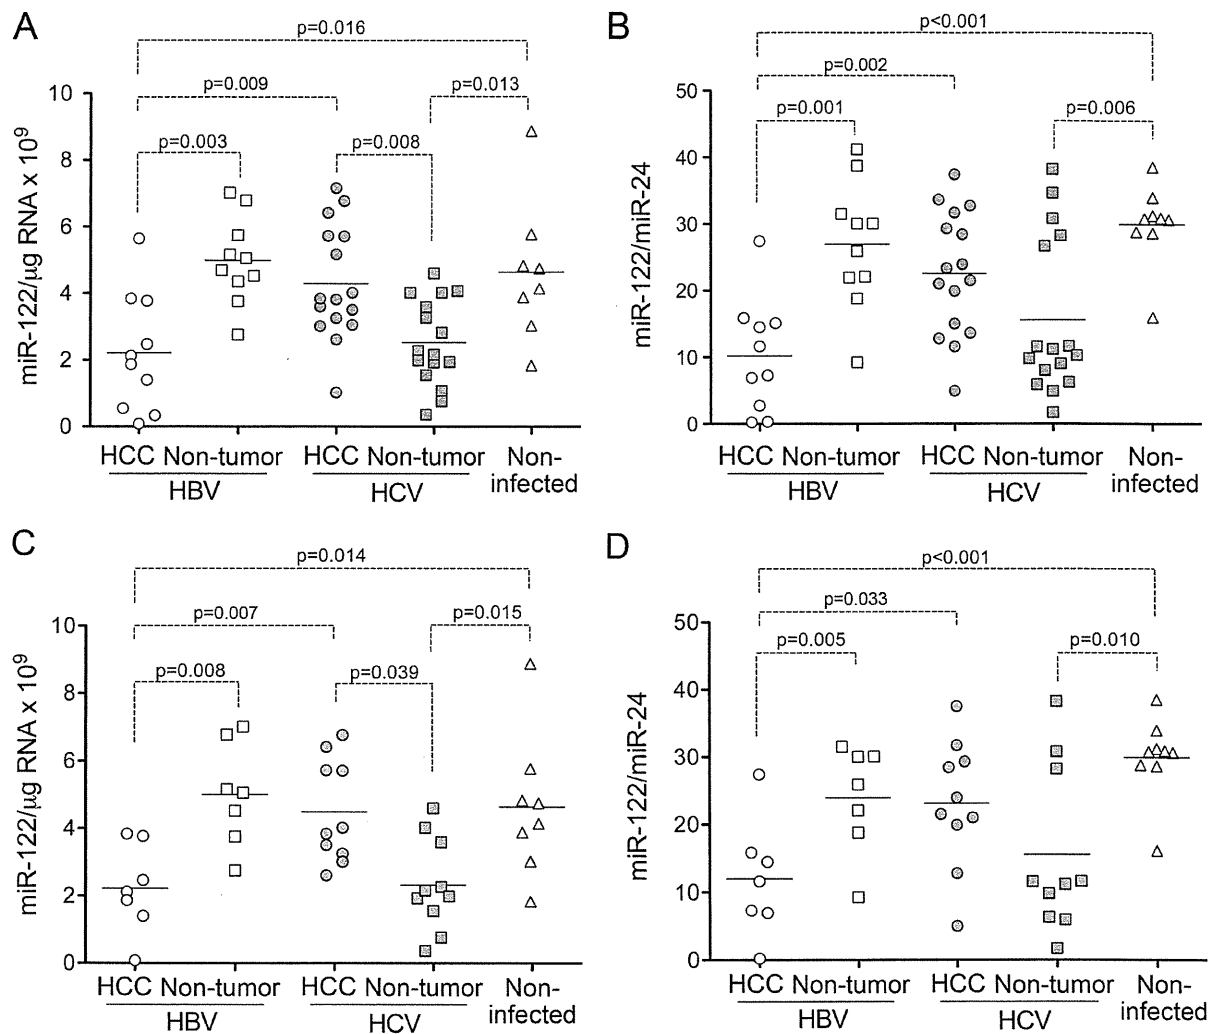 A
p=0.016
p=0.009
p=0.013
p=0.003
p=0.008
miR-122/µg RNA x 10⁹
10
8
6
4
2
0
HCC Non-tumor HCC Non-tumor Non-infected
HBV HCV
B
p<0.001
p=0.002
p=0.001
p=0.006
miR-122/miR-24
50
40
30
20
10
0
HCC Non-tumor HCC Non-tumor Non-infected
HBV HCV
C
p=0.014
p=0.007
p=0.015
p=0.008
p=0.039
miR-122/µg RNA x 10⁹
10
8
6
4
2
0
HCC Non-tumor HCC Non-tumor Non-infected
HBV HCV
D
p<0.001
p=0.033
p=0.005
p=0.010
miR-122/miR-24
50
40
30
20
10
0
HCC Non-tumor HCC Non-tumor Non-infected
HBV HCV